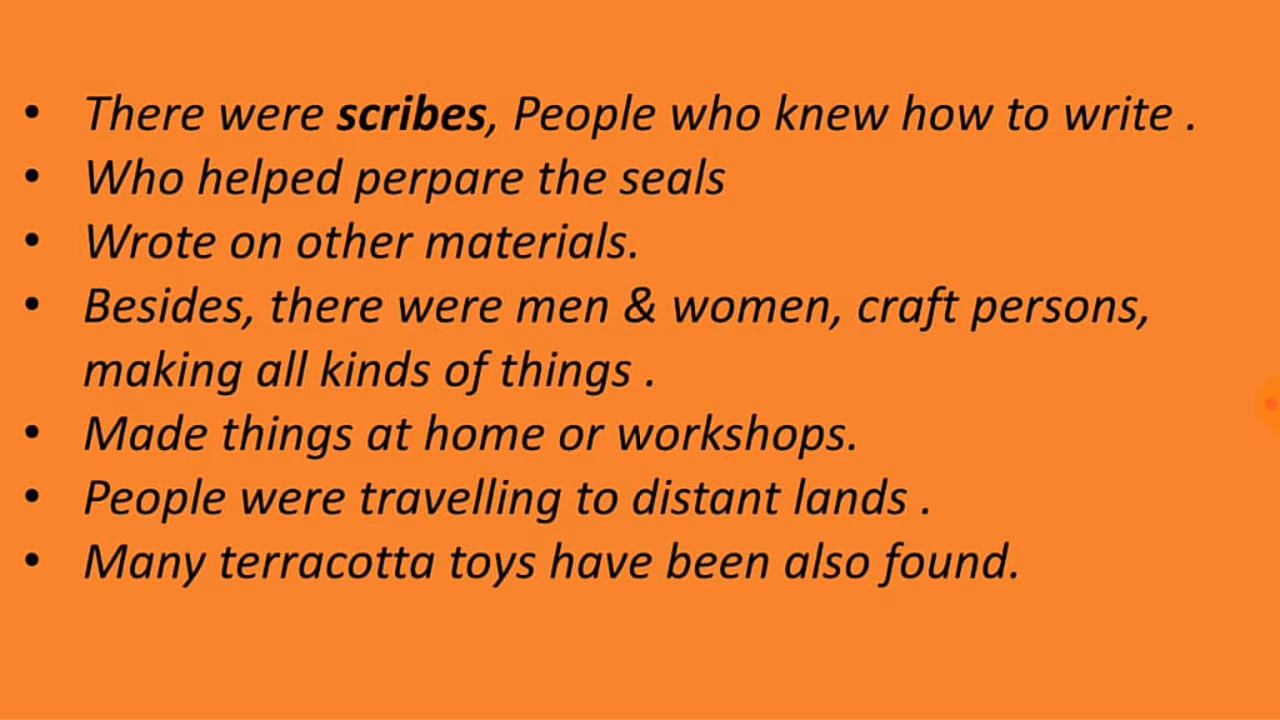 • There were scribes, People who knew how to write .
• Who helped perpare the seals
• Wrote on other materials.
• Besides, there were men & women, craft persons,
making all kinds of things .
• Made things at home or workshops.
• People were travelling to distant lands .
• Many terracotta toys have been also found.